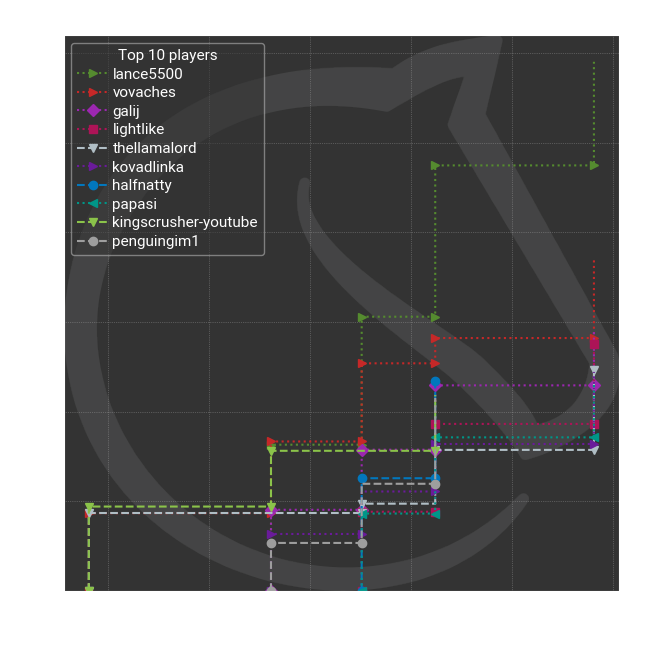 Top 10 players
lance5500
vovaches
galij
lightlike
thellamalord
kovadlinka
halfnatty
papasi
kingscrusher-youtube
penguingim1